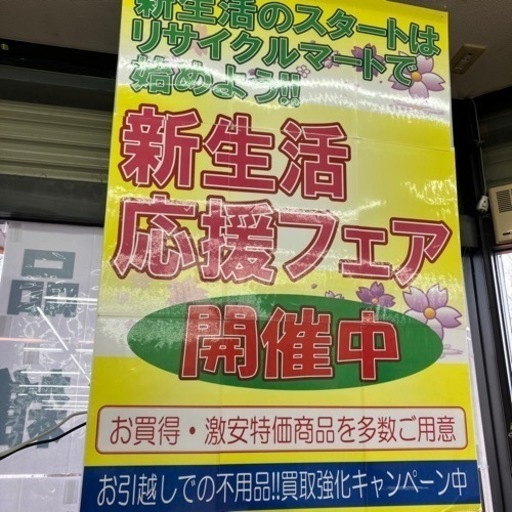 新生活のスタートは
リサイクルマートで
始めよう!!
新生活
応援フェア
開催中
お買得・激安特価商品を多数ご用意
お引越しでの不用品!!買取強化キャンペーン中